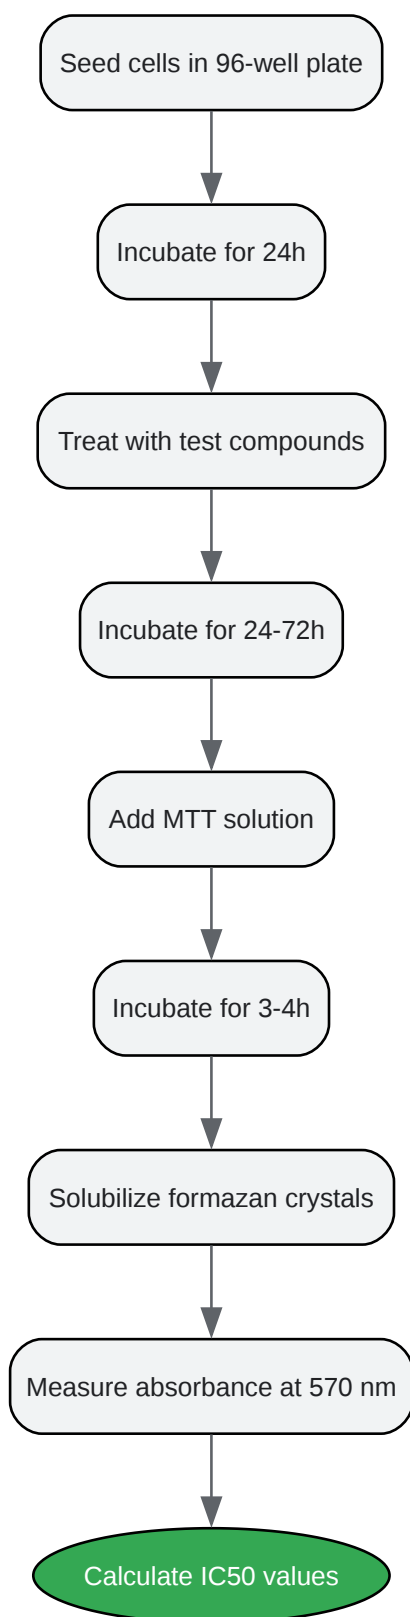 Seed cells in 96-well plate
Incubate for 24h
Treat with test compounds
Incubate for 24-72h
Add MTT solution
Incubate for 3-4h
Solubilize formazan crystals
Measure absorbance at 570 nm
Calculate IC50 values